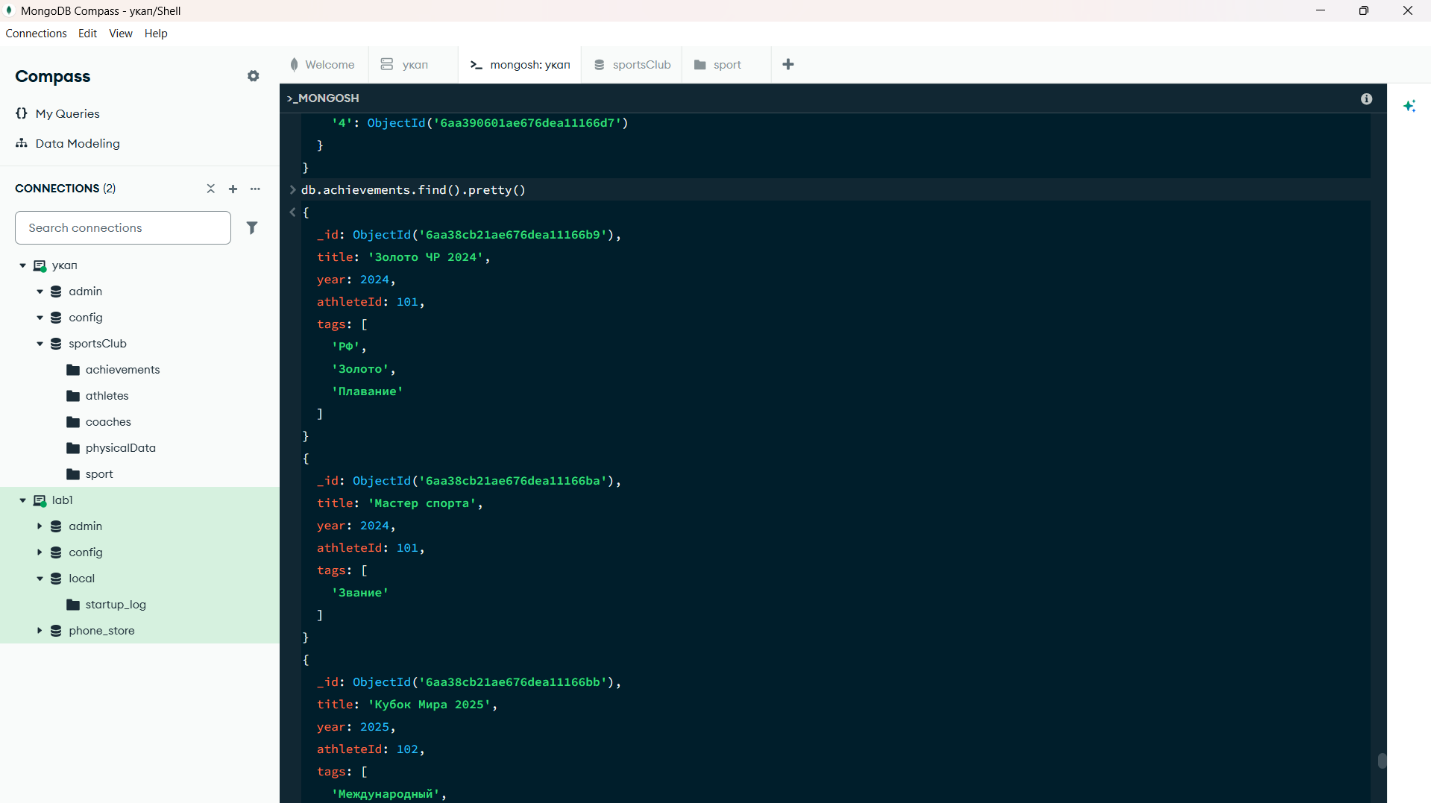 MongoDB Compass - укап/Shell
Connections Edit View Help
Compass
My Queries
Data Modeling
CONNECTIONS (2)
Search connections
укап
admin
config
sportsClub
achievements
athletes
coaches
physicalData
sport
lab1
admin
config
local
startup_log
phone_store
Welcome укап >_ mongosh: укап sportsClub sport +
>_MONGOSH
'4': ObjectId('6aa390601ae676dea11166d7')
}
}
> db.achievements.find().pretty()
< {
_id: ObjectId('6aa38cb21ae676dea11166b9'),
title: 'Золото ЧР 2024',
year: 2024,
athleteId: 101,
tags: [
'РФ',
'Золото',
'Плавание'
]
}
{
_id: ObjectId('6aa38cb21ae676dea11166ba'),
title: 'Мастер спорта',
year: 2024,
athleteId: 101,
tags: [
'Звание'
]
}
{
_id: ObjectId('6aa38cb21ae676dea11166bb'),
title: 'Кубок Мира 2025',
year: 2025,
athleteId: 102,
tags: [
'Международный',